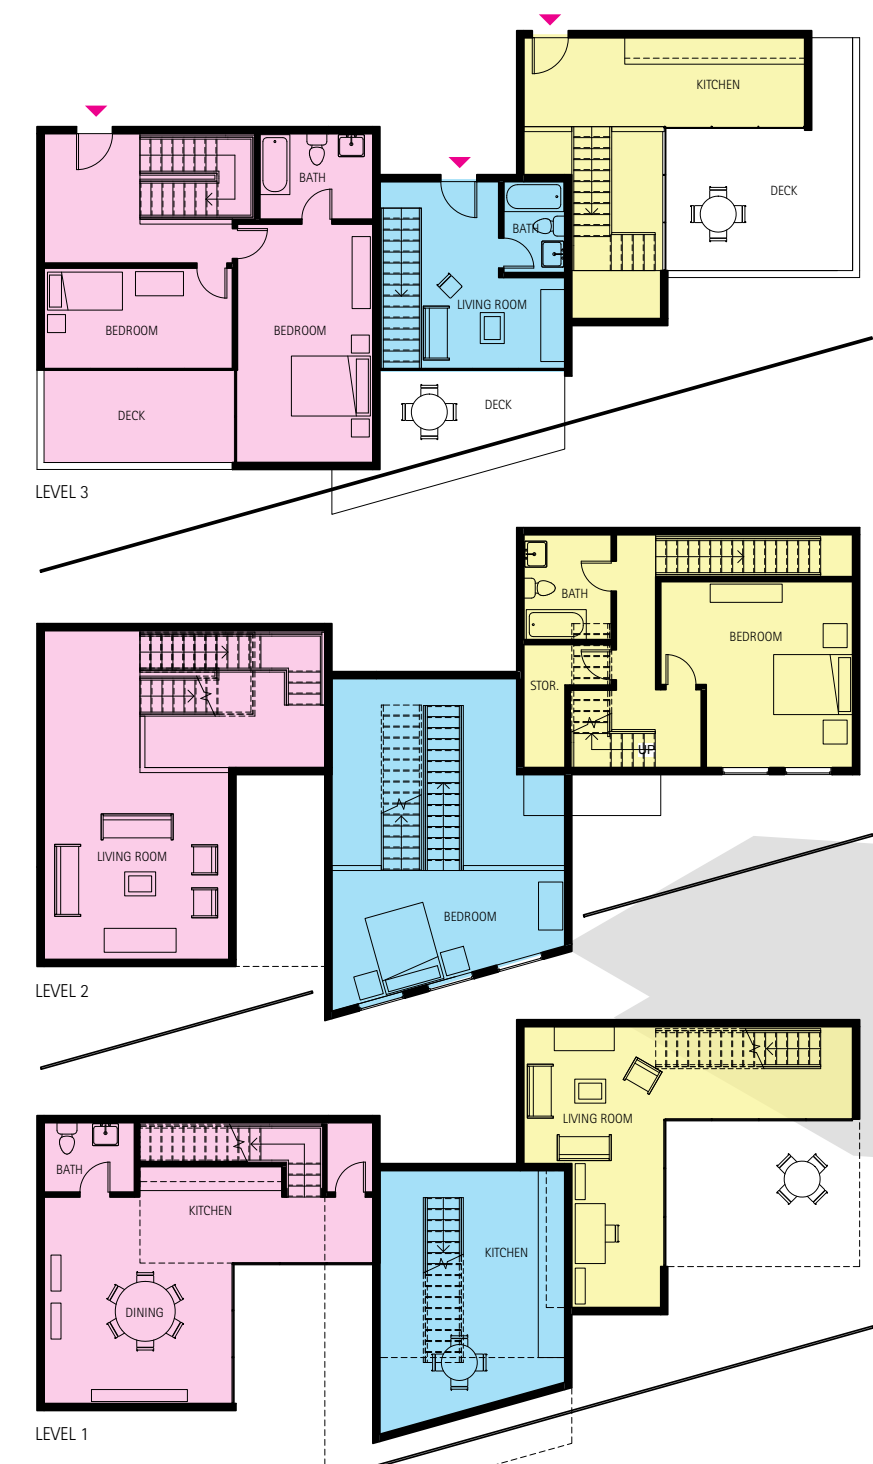 KITCHEN
DECK
BATH
BATH
LIVING ROOM
BEDROOM
BEDROOM
DECK
DECK
LEVEL 3
BATH
BEDROOM
STOR.
UP
LIVING ROOM
BEDROOM
LEVEL 2
LIVING ROOM
BATH
KITCHEN
KITCHEN
DINING
LEVEL 1